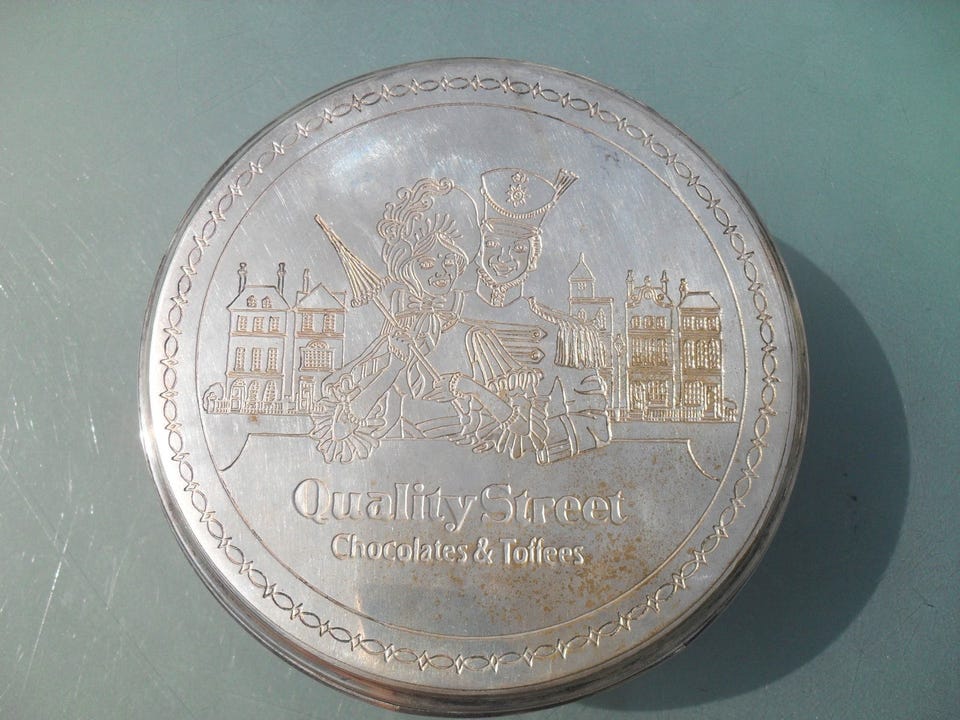 Quality Street
Chocolates & Toffees